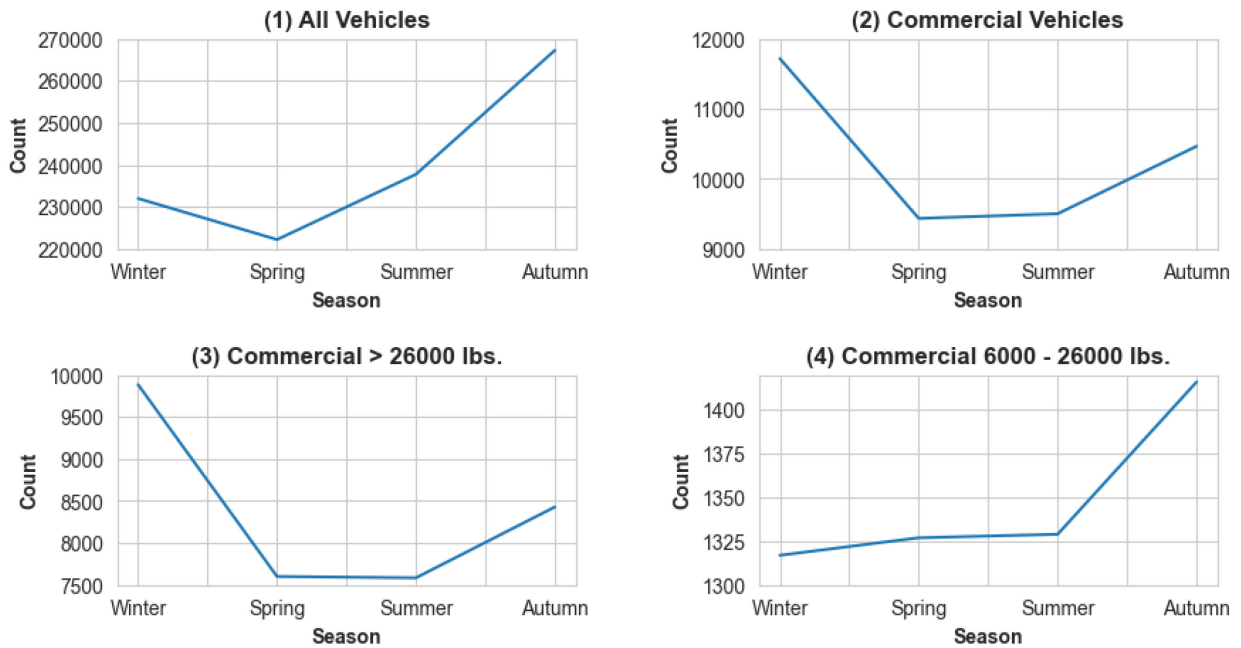 (1) All Vehicles
270000
260000
250000
240000
230000
220000
Count
Winter Spring Summer Autumn
Season
(2) Commercial Vehicles
12000
11000
10000
9000
Count
Winter Spring Summer Autumn
Season
(3) Commercial > 26000 lbs.
10000
9500
9000
8500
8000
7500
Count
Winter Spring Summer Autumn
Season
(4) Commercial 6000 - 26000 lbs.
1400
1375
1350
1325
1300
Count
Winter Spring Summer Autumn
Season